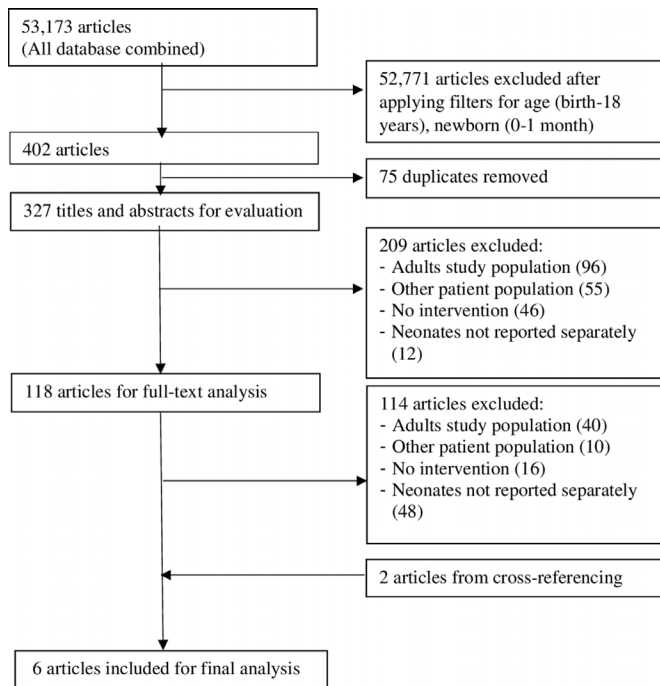 53,173 articles
(All database combined)
52,771 articles excluded after
applying filters for age (birth-18
years), newborn (0-1 month)
402 articles
75 duplicates removed
327 titles and abstracts for evaluation
209 articles excluded:
- Adults study population (96)
- Other patient population (55)
- No intervention (46)
- Neonates not reported separately
(12)
118 articles for full-text analysis
114 articles excluded:
- Adults study population (40)
- Other patient population (10)
- No intervention (16)
- Neonates not reported separately
(48)
2 articles from cross-referencing
6 articles included for final analysis